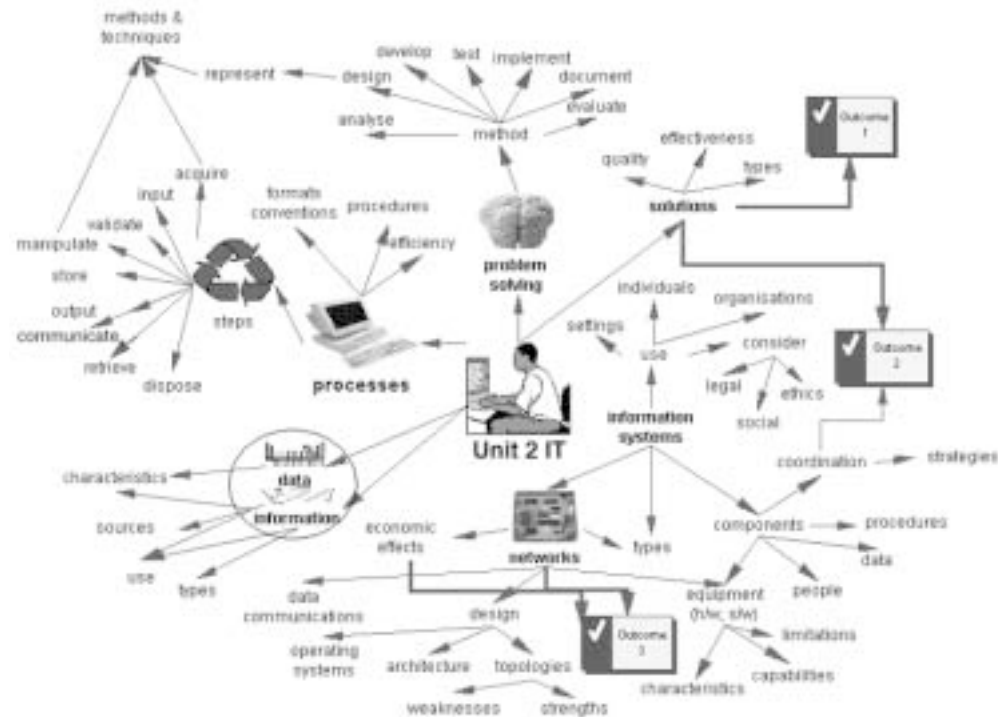 methods &
techniques
represent
design
develop
test
implement
document
evaluate
analyse
method
Outcome
1
effectiveness
quality
types
solutions
acquire
input
validate
manipulate
store
output
communicate
retrieve
dispose
steps
formats
conventions
procedures
efficiency
processes
problem
solving
individuals
organisations
settings
use
consider
legal
ethics
social
Outcome
2
information
systems
Unit 2 IT
coordination
strategies
characteristics
data
information
sources
use
types
economic
effects
networks
types
components
procedures
data
people
data
communications
design
equipment
(h/w, s/w)
Outcome
3
limitations
capabilities
characteristics
operating
systems
architecture
topologies
weaknesses
strengths